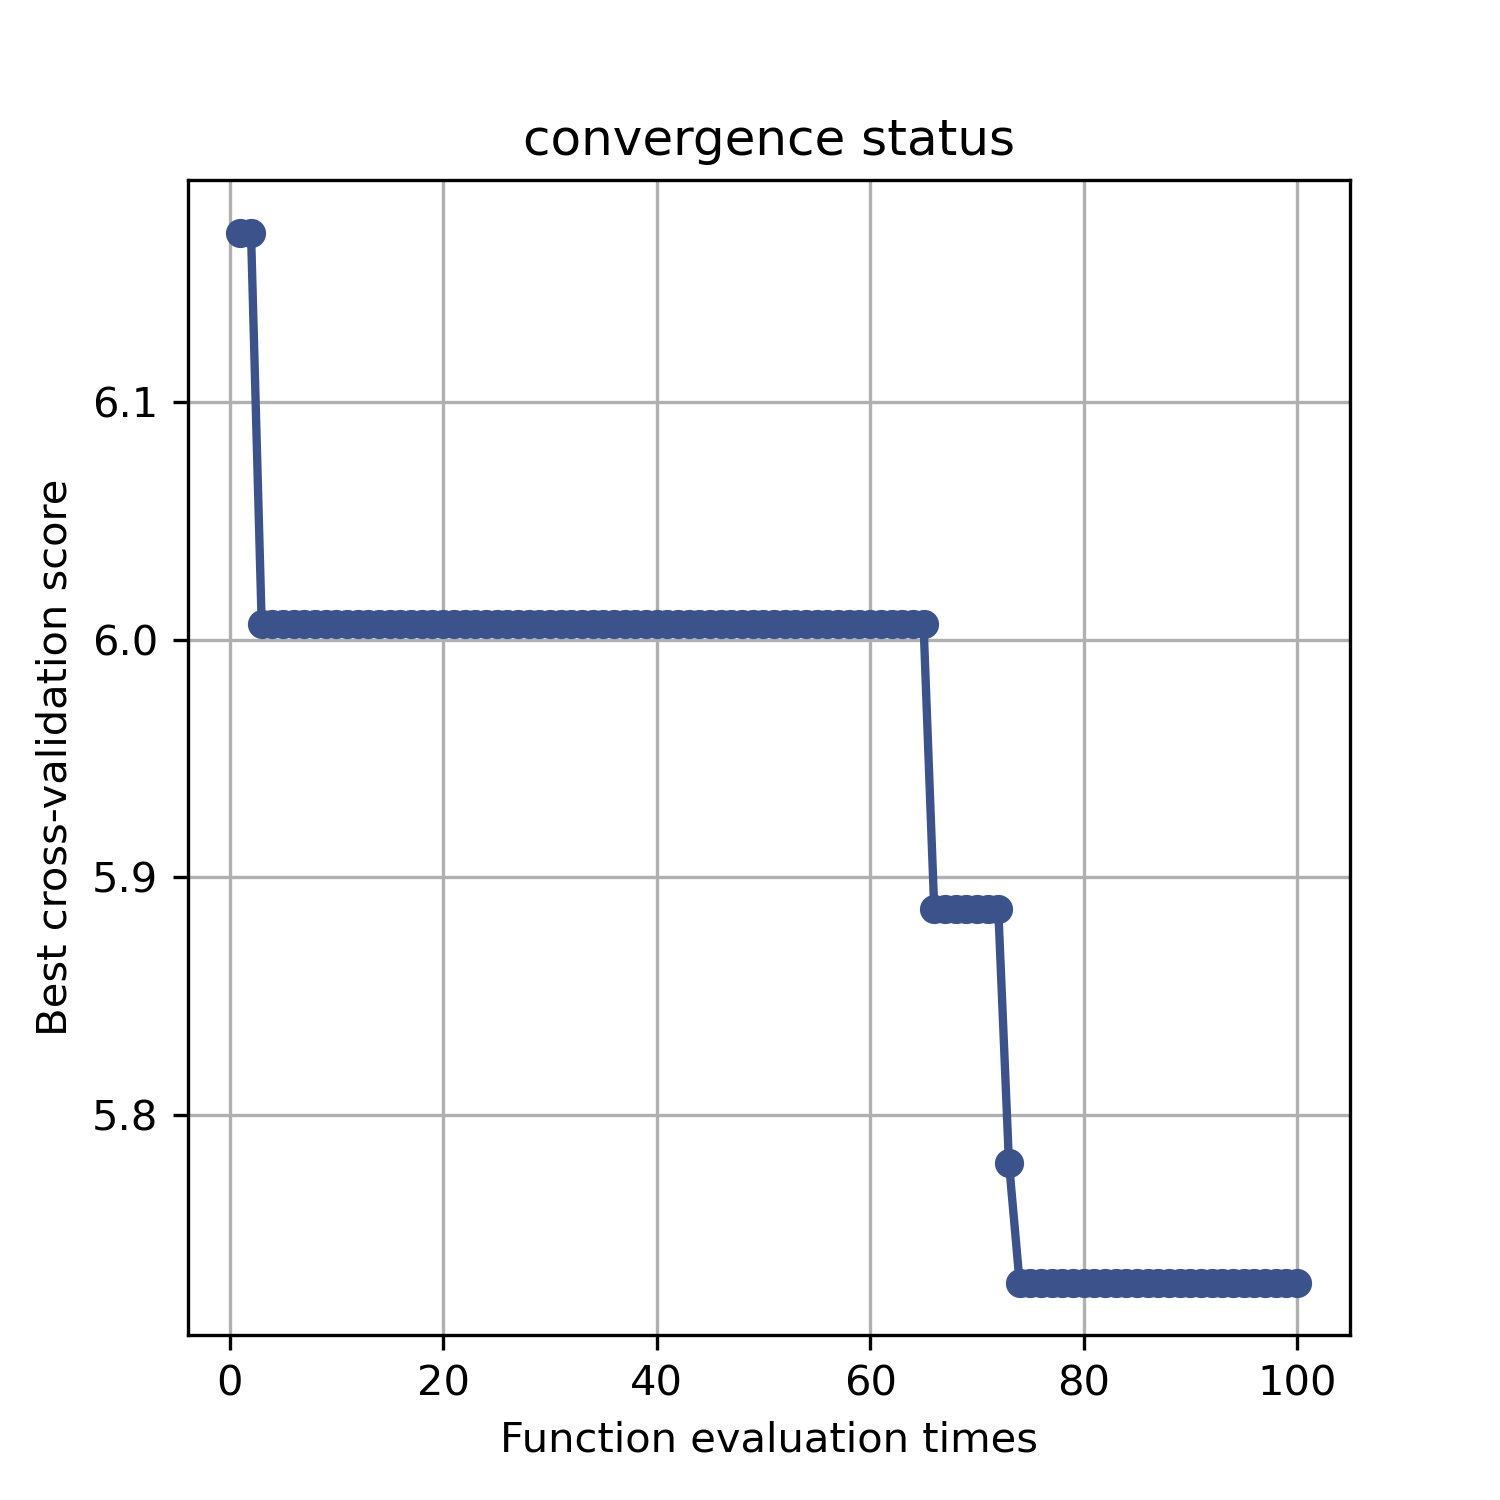 convergence status
Best cross-validation score
6.1
6.0
5.9
5.8
0 20 40 60 80 100
Function evaluation times